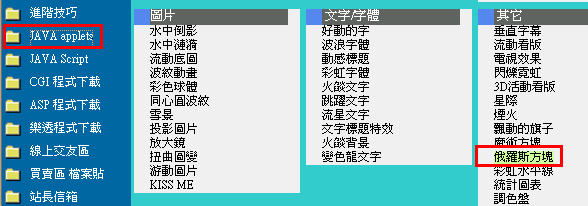 進階技巧
JAVA applets
JAVA Script
CGI 程式下載
ASP 程式下載
樂透程式下載
線上交友區
買賣區 檔案貼
站長信箱
圖片
水中倒影
水中漣漪
流動底圖
波紋動畫
彩色球體
同心圓波紋
雪景
投影圖片
放大鏡
扭曲圖變
游動圖片
KISS ME
文字/字體
好動的字
波浪字體
動感標題
彩虹字體
火燄文字
跳躍文字
流星文字
文字標題特效
火燄背景
變色龍文字
其它
垂直字幕
流動看版
電視效果
閃爍霓虹
3D活動看版
星際
煙火
飄動的旗子
魔術方塊
俄羅斯方塊
彩虹水平線
統計圖表
調色盤